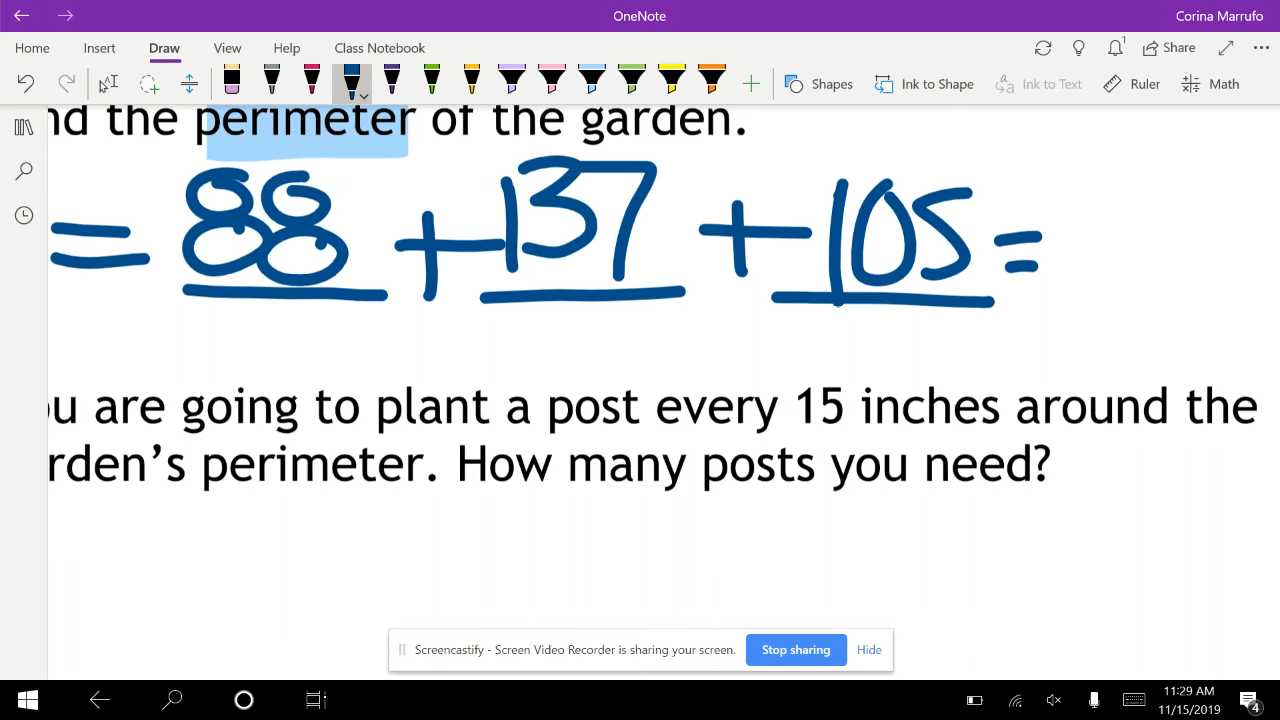 OneNote
Corina Marrufo
Home Insert Draw View Help Class Notebook
1 Share
Shapes Ink to Shape Ink to Text Ruler Math
nd the perimeter of the garden.
= 88 + 137 + 105 =
ou are going to plant a post every 15 inches around the
rden's perimeter. How many posts you need?
Screencastify - Screen Video Recorder is sharing your screen. Stop sharing Hide
11:29 AM
11/15/2019
4